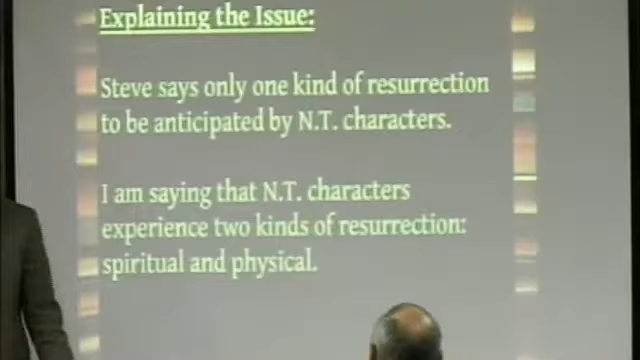 Explaining the Issue:
Steve says only one kind of resurrection
to be anticipated by N.T. characters.
I am saying that N.T. characters
experience two kinds of resurrection:
spiritual and physical.